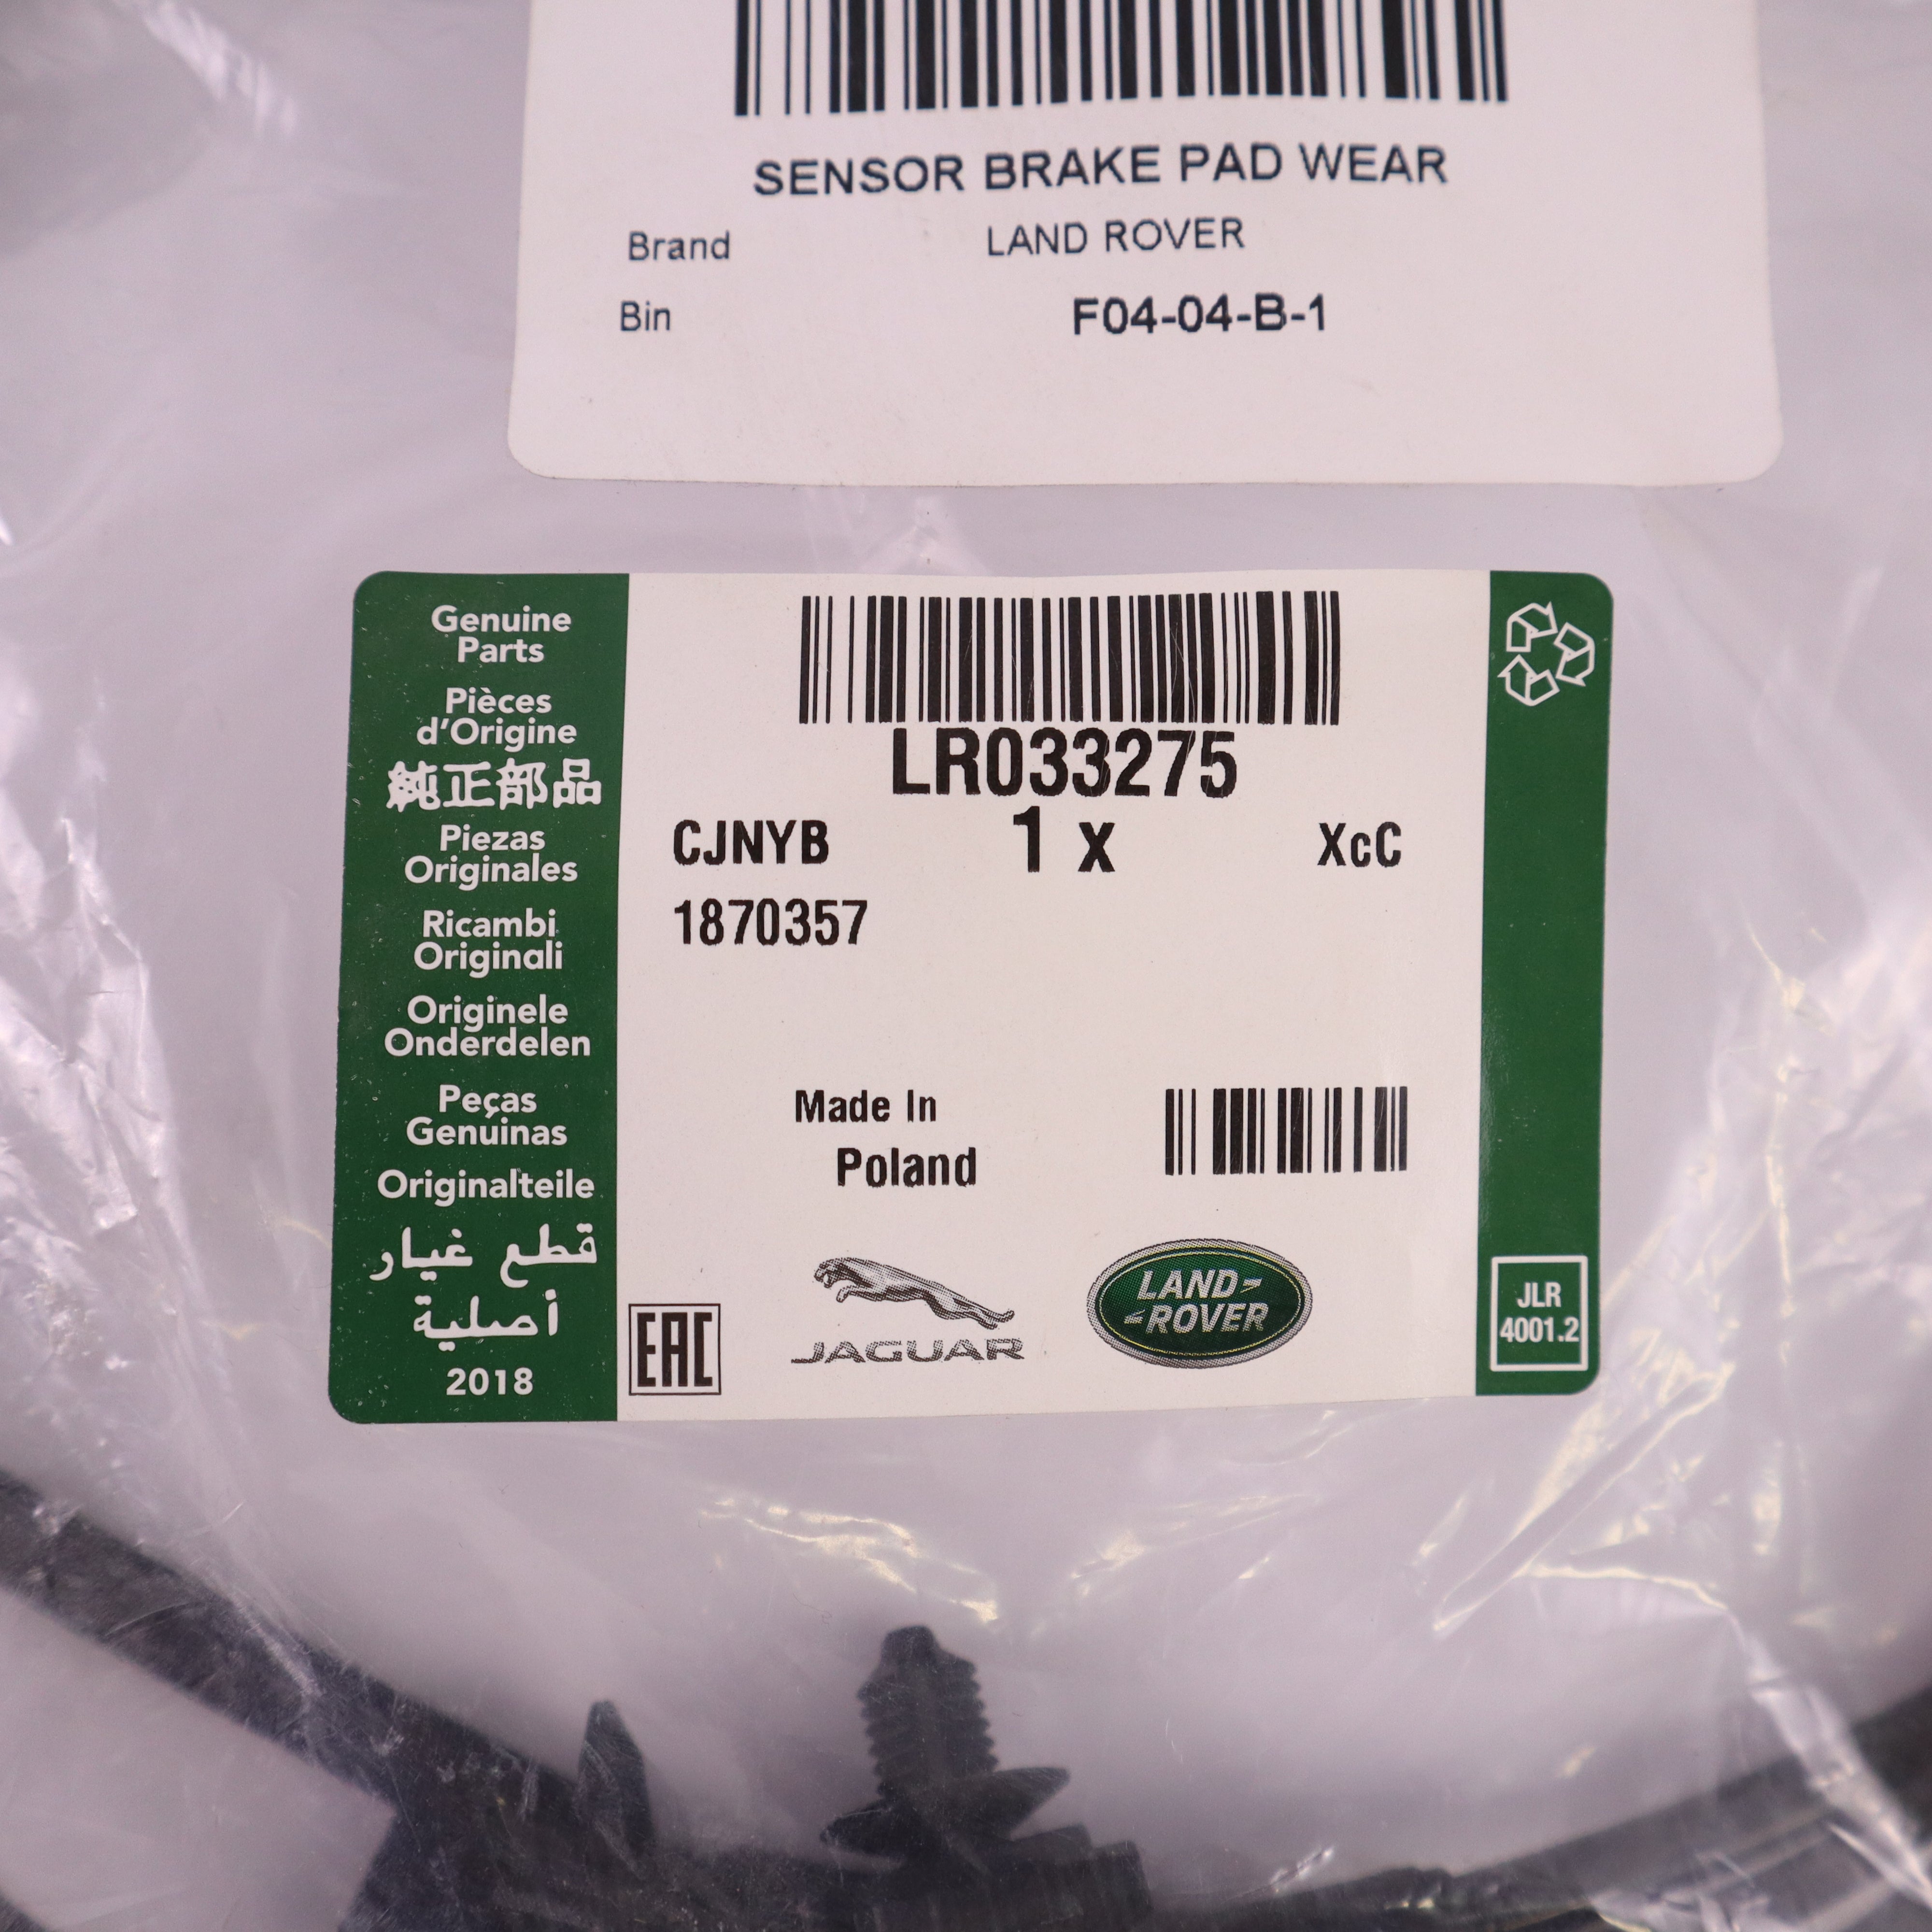 SENSOR BRAKE PAD WEAR
Brand LAND ROVER
Bin F04-04-B-1
Genuine
Parts
Pièces
d'Origine
純正部品
Piezas
Originales
Ricambi
Originali
Originele
Onderdelen
Peças
Genuinas
Originalteile
قطع غيار
أصلية
2018
LR033275
CJNYB 1 x XcC
1870357
Made In
Poland
EAC
JAGUAR
LAND
ROVER
JLR
4001.2